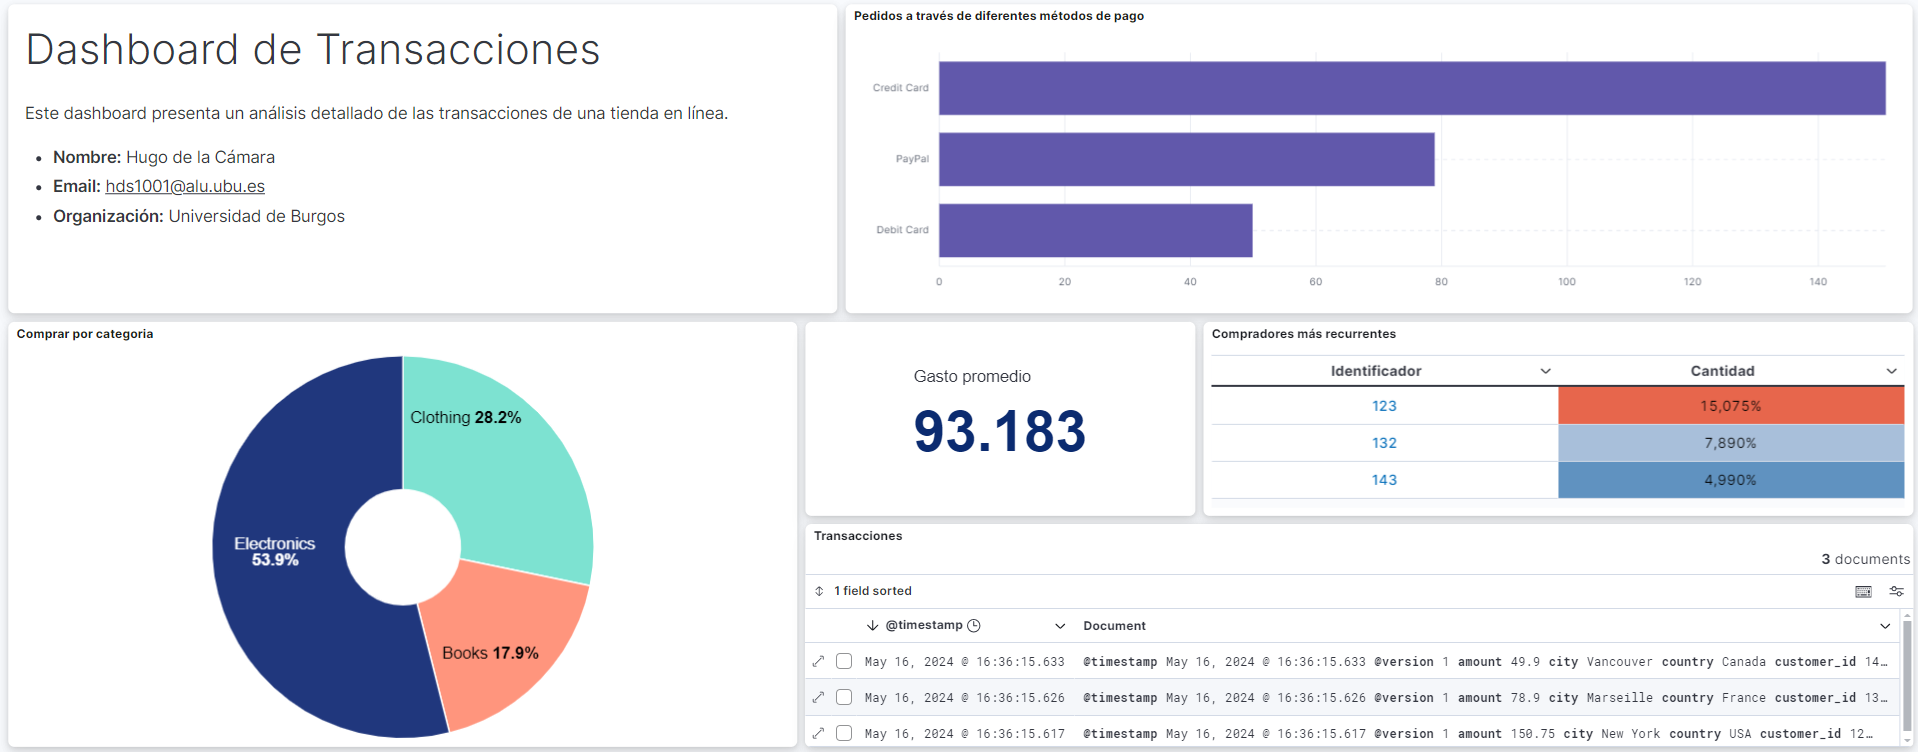 Dashboard de Transacciones
Este dashboard presenta un análisis detallado de las transacciones de una tienda en línea.
• Nombre: Hugo de la Cámara
• Email: hds1001@alu.ubu.es
• Organización: Universidad de Burgos
Pedidos a través de diferentes métodos de pago
Credit Card
PayPal
Debit Card
0 20 40 60 80 100 120 140
Comprar por categoria
Clothing 28.2%
Electronics
53.9%
Books 17.9%
Gasto promedio
93.183
Compradores más recurrentes
Identificador Cantidad
123 15,075%
132 7,890%
143 4,990%
Transacciones
3 documents
1 field sorted
@timestamp Document
May 16, 2024 @ 16:36:15.633 @timestamp May 16, 2024 @ 16:36:15.633 @version 1 amount 49.9 city Vancouver country Canada customer_id 14…
May 16, 2024 @ 16:36:15.626 @timestamp May 16, 2024 @ 16:36:15.626 @version 1 amount 78.9 city Marseille country France customer_id 13…
May 16, 2024 @ 16:36:15.617 @timestamp May 16, 2024 @ 16:36:15.617 @version 1 amount 150.75 city New York country USA customer_id 12…